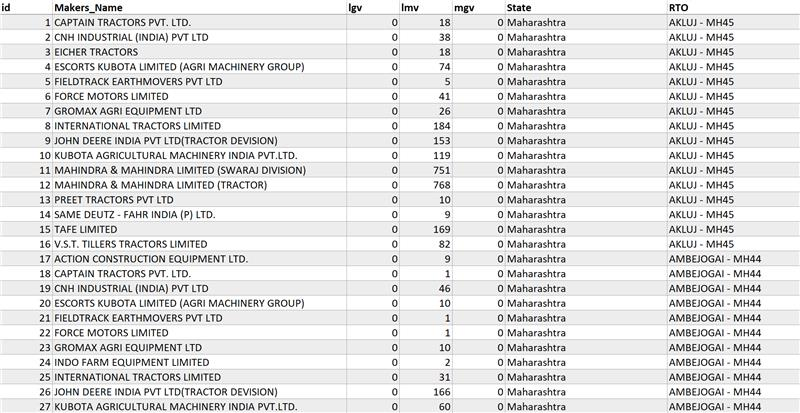 id Makers_Name lgv lmv mgv State RTO
1 CAPTAIN TRACTORS PVT. LTD. 0 18 0 Maharashtra AKLUJ - MH45
2 CNH INDUSTRIAL (INDIA) PVT LTD 0 38 0 Maharashtra AKLUJ - MH45
3 EICHER TRACTORS 0 18 0 Maharashtra AKLUJ - MH45
4 ESCORTS KUBOTA LIMITED (AGRI MACHINERY GROUP) 0 74 0 Maharashtra AKLUJ - MH45
5 FIELDTRACK EARTHMOVERS PVT LTD 0 5 0 Maharashtra AKLUJ - MH45
6 FORCE MOTORS LIMITED 0 41 0 Maharashtra AKLUJ - MH45
7 GROMAX AGRI EQUIPMENT LTD 0 26 0 Maharashtra AKLUJ - MH45
8 INTERNATIONAL TRACTORS LIMITED 0 184 0 Maharashtra AKLUJ - MH45
9 JOHN DEERE INDIA PVT LTD(TRACTOR DEVISION) 0 153 0 Maharashtra AKLUJ - MH45
10 KUBOTA AGRICULTURAL MACHINERY INDIA PVT.LTD. 0 119 0 Maharashtra AKLUJ - MH45
11 MAHINDRA & MAHINDRA LIMITED (SWARAJ DIVISION) 0 751 0 Maharashtra AKLUJ - MH45
12 MAHINDRA & MAHINDRA LIMITED (TRACTOR) 0 768 0 Maharashtra AKLUJ - MH45
13 PREET TRACTORS PVT LTD 0 10 0 Maharashtra AKLUJ - MH45
14 SAME DEUTZ - FAHR INDIA (P) LTD. 0 9 0 Maharashtra AKLUJ - MH45
15 TAFE LIMITED 0 169 0 Maharashtra AKLUJ - MH45
16 V.S.T. TILLERS TRACTORS LIMITED 0 82 0 Maharashtra AKLUJ - MH45
17 ACTION CONSTRUCTION EQUIPMENT LTD. 0 9 0 Maharashtra AMBEJOGAI - MH44
18 CAPTAIN TRACTORS PVT. LTD. 0 1 0 Maharashtra AMBEJOGAI - MH44
19 CNH INDUSTRIAL (INDIA) PVT LTD 0 46 0 Maharashtra AMBEJOGAI - MH44
20 ESCORTS KUBOTA LIMITED (AGRI MACHINERY GROUP) 0 10 0 Maharashtra AMBEJOGAI - MH44
21 FIELDTRACK EARTHMOVERS PVT LTD 0 1 0 Maharashtra AMBEJOGAI - MH44
22 FORCE MOTORS LIMITED 0 1 0 Maharashtra AMBEJOGAI - MH44
23 GROMAX AGRI EQUIPMENT LTD 0 10 0 Maharashtra AMBEJOGAI - MH44
24 INDO FARM EQUIPMENT LIMITED 0 2 0 Maharashtra AMBEJOGAI - MH44
25 INTERNATIONAL TRACTORS LIMITED 0 31 0 Maharashtra AMBEJOGAI - MH44
26 JOHN DEERE INDIA PVT LTD(TRACTOR DEVISION) 0 166 0 Maharashtra AMBEJOGAI - MH44
27 KUBOTA AGRICULTURAL MACHINERY INDIA PVT.LTD. 0 60 0 Maharashtra AMBEJOGAI - MH44